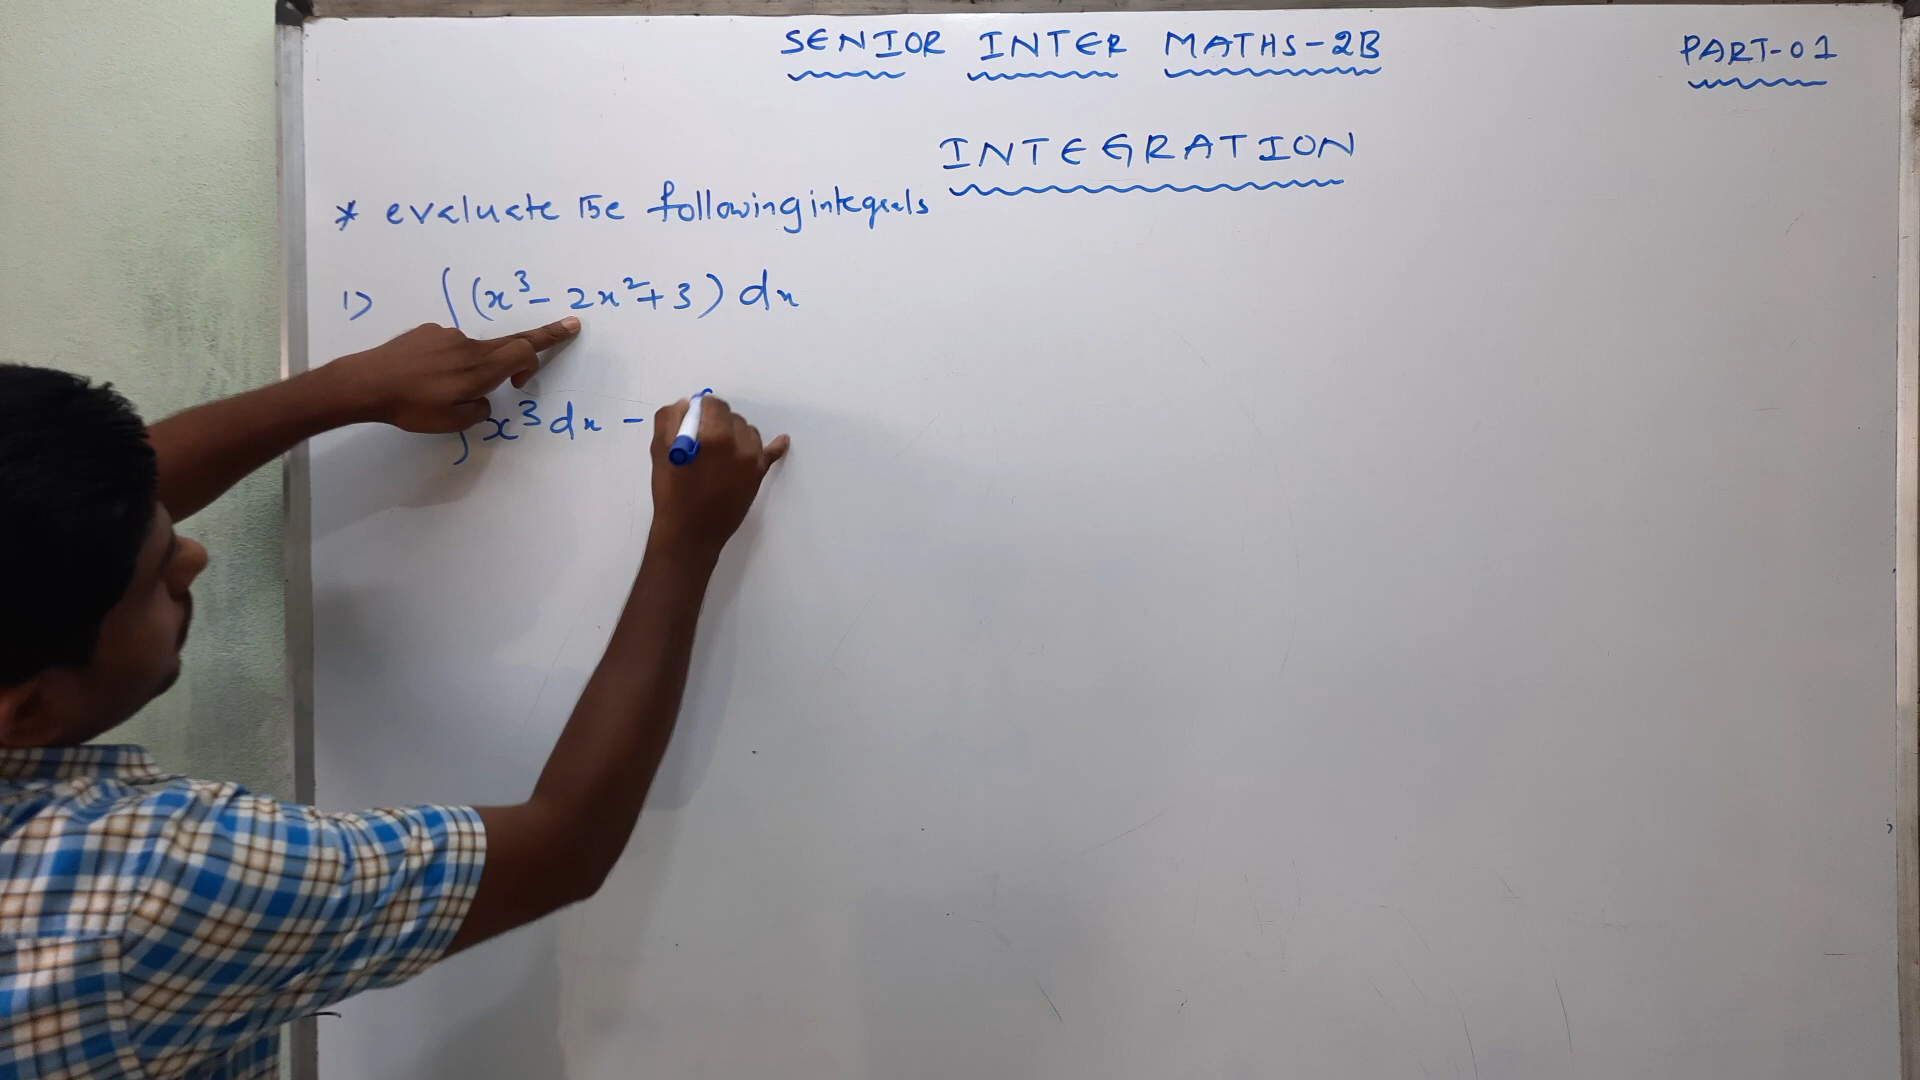 SENIOR INTER MATHS-2B
PART-01
INTEGRATION
* evaluate the following integrals
1) ∫(x³- 2x²+3) dx
∫x³dx -